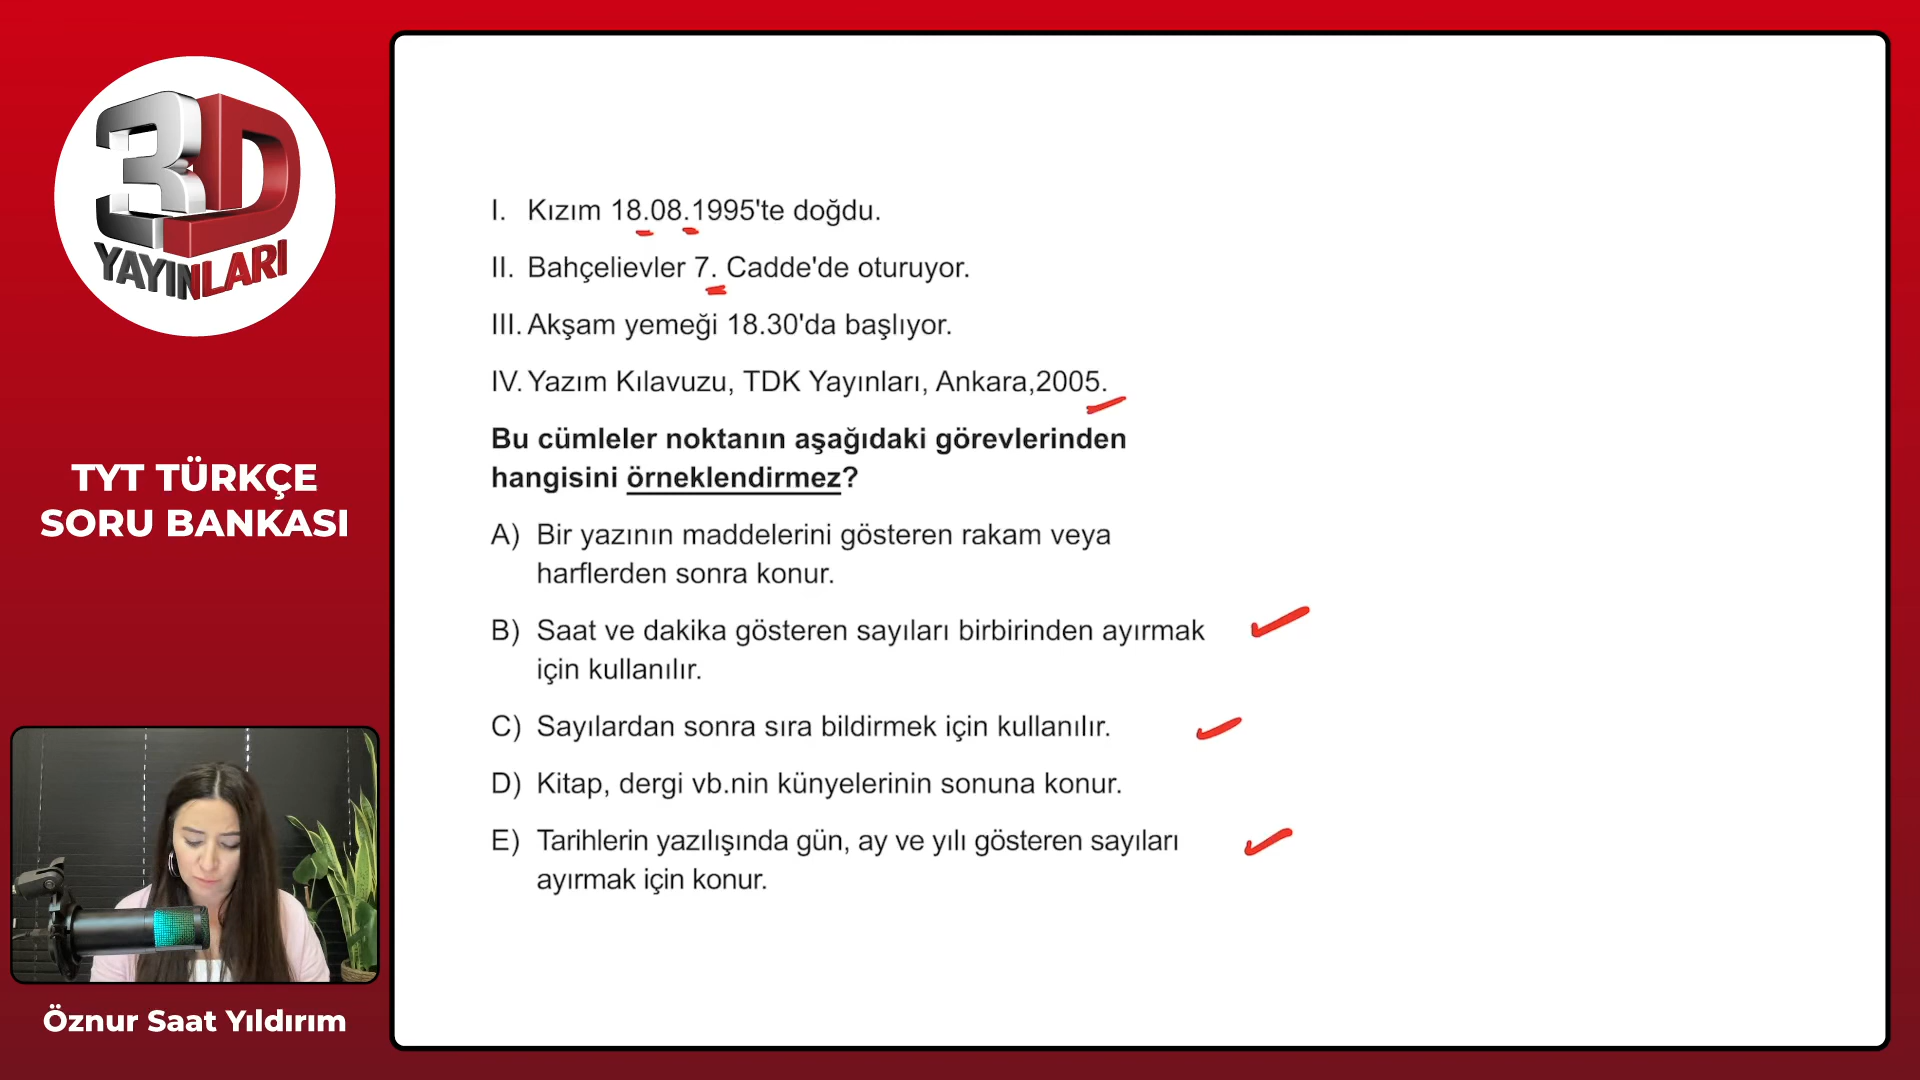 3D
YAYINLARI
TYT TÜRKÇE
SORU BANKASI
Öznur Saat Yıldırım
I. Kızım 18.08.1995'te doğdu.
II. Bahçelievler 7. Cadde'de oturuyor.
III. Akşam yemeği 18.30'da başlıyor.
IV. Yazım Kılavuzu, TDK Yayınları, Ankara,2005.
Bu cümleler noktanın aşağıdaki görevlerinden
hangisini örneklendirmez?
A) Bir yazının maddelerini gösteren rakam veya
harflerden sonra konur.
B) Saat ve dakika gösteren sayıları birbirinden ayırmak
için kullanılır.
C) Sayılardan sonra sıra bildirmek için kullanılır.
D) Kitap, dergi vb.nin künyelerinin sonuna konur.
E) Tarihlerin yazılışında gün, ay ve yılı gösteren sayıları
ayırmak için konur.